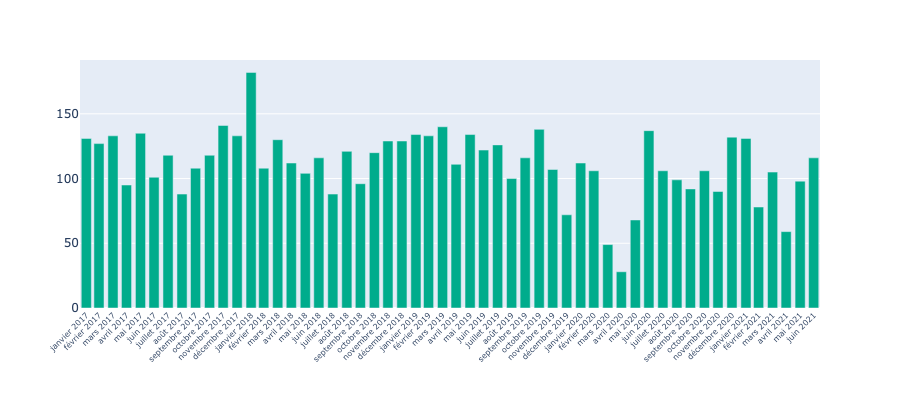 150
100
50
0
janvier 2017
février 2017
mars 2017
avril 2017
mai 2017
juin 2017
juillet 2017
août 2017
septembre 2017
octobre 2017
novembre 2017
décembre 2017
janvier 2018
février 2018
mars 2018
avril 2018
mai 2018
juin 2018
juillet 2018
août 2018
septembre 2018
octobre 2018
novembre 2018
décembre 2018
janvier 2019
février 2019
mars 2019
avril 2019
mai 2019
juin 2019
juillet 2019
août 2019
septembre 2019
octobre 2019
novembre 2019
décembre 2019
janvier 2020
février 2020
mars 2020
avril 2020
mai 2020
juin 2020
juillet 2020
août 2020
septembre 2020
octobre 2020
novembre 2020
décembre 2020
janvier 2021
février 2021
mars 2021
avril 2021
mai 2021
juin 2021